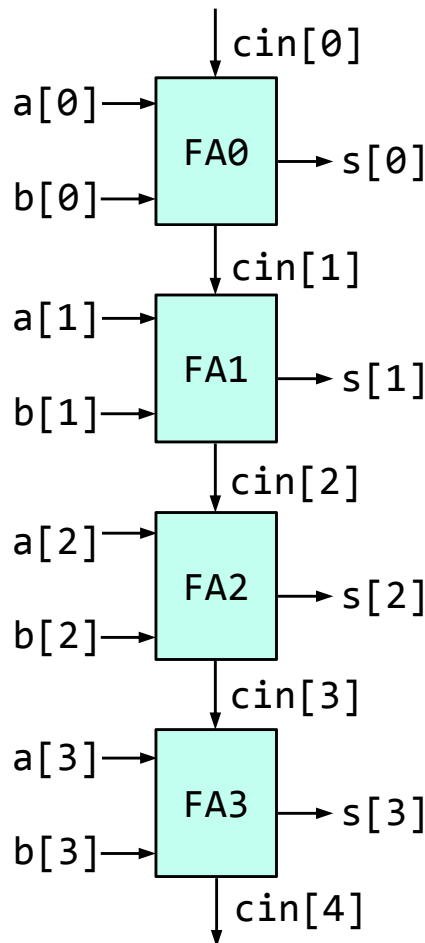 cin[0]
a[0]
FA0
s[0]
b[0]
cin[1]
a[1]
FA1
s[1]
b[1]
cin[2]
a[2]
FA2
s[2]
b[2]
cin[3]
a[3]
FA3
s[3]
b[3]
cin[4]